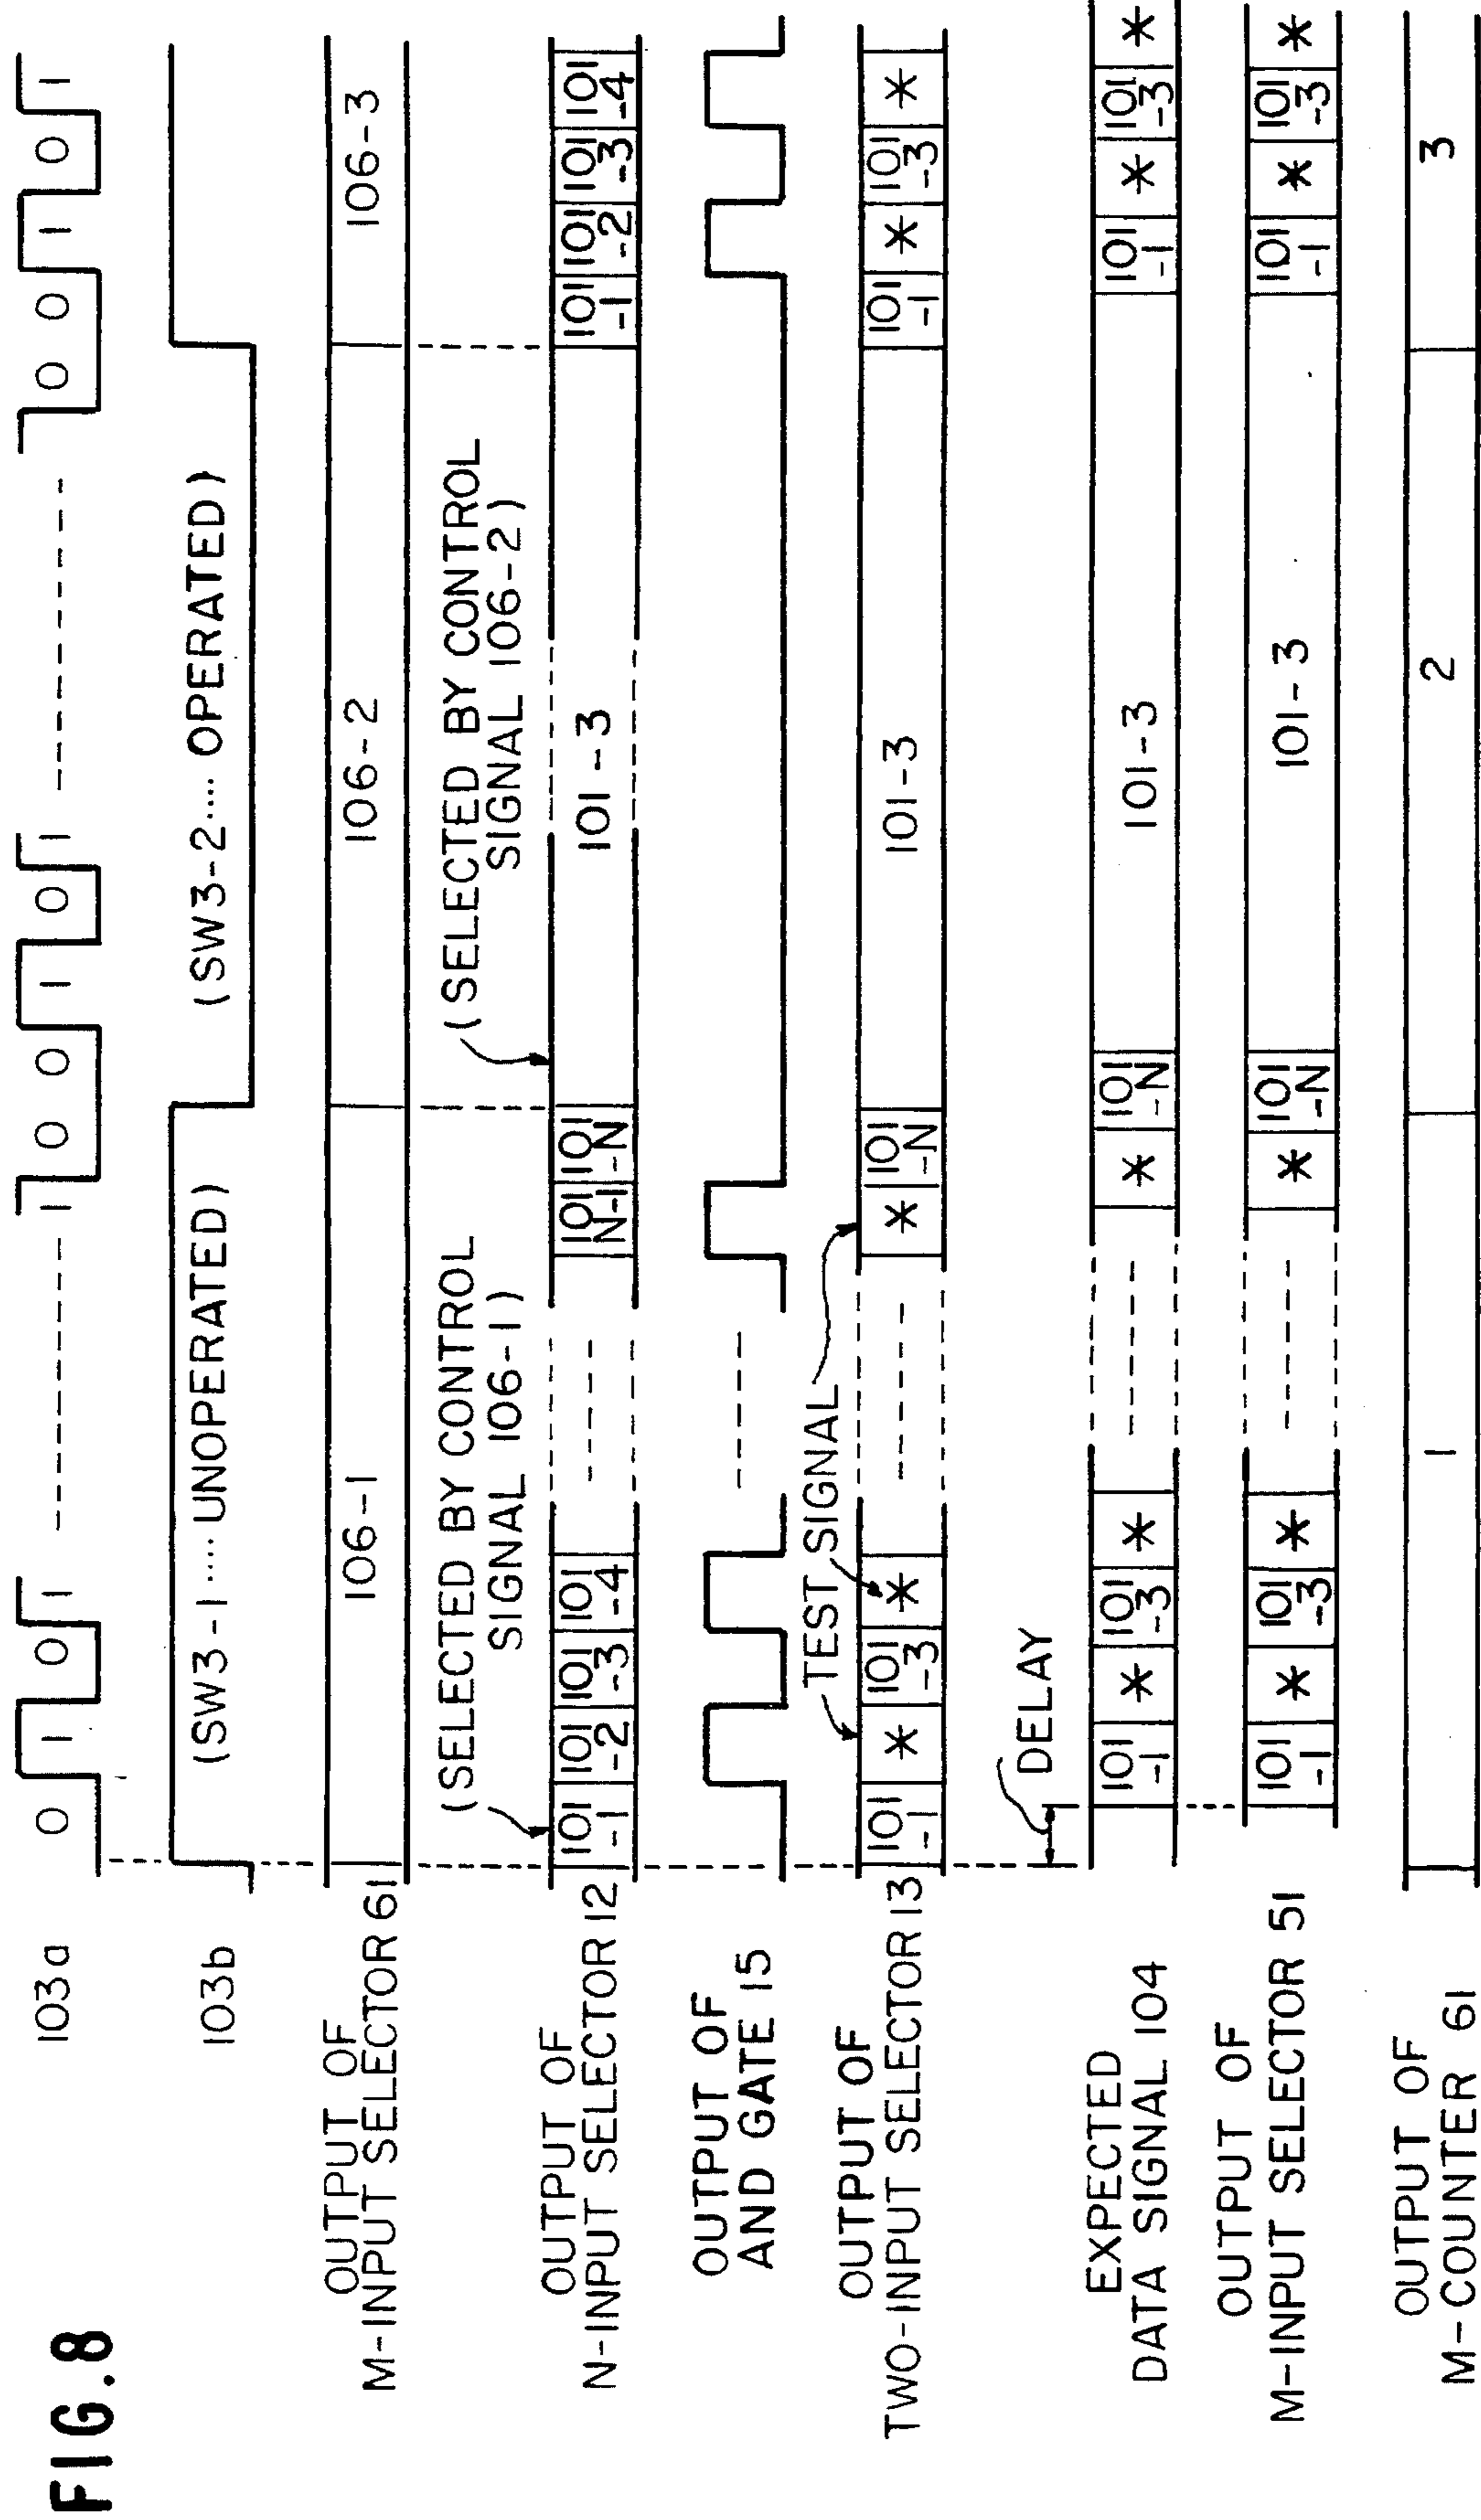 FIG.8
103a
0 1 0 1 ------- 1 0 0 1 0 1 ------- 0 0 1 0 1
103b
(SW3-1.... UNOPERATED)
(SW3-2.... OPERATED)
OUTPUT OF
M-INPUT SELECTOR 61
106-1
106-2
106-3
(SELECTED BY CONTROL
SIGNAL 106-1)
(SELECTED BY CONTROL
SIGNAL 106-2)
OUTPUT OF
N-INPUT SELECTOR 12
101 101 101 101 ---- 101 101 101-3 101 101 101 101
-1 -2 -3 -4 N-1 -N -1 -2 -3 -4
OUTPUT OF
AND GATE 15
-----
TEST SIGNAL
OUTPUT OF
TWO-INPUT SELECTOR 13
101 * 101 * ----- * 101 101-3 101 * 101 *
-1 -3 -N -1 -3
DELAY
EXPECTED
DATA SIGNAL 104
101 * 101 * ----- * 101 101-3 101 * 101 *
-1 -3 -N -1 -3
OUTPUT OF
M-INPUT SELECTOR 51
101 * 101 * ----- * 101 101-3 101 * 101 *
-1 -3 -N -1 -3
OUTPUT OF
M-COUNTER 61
1 2 3